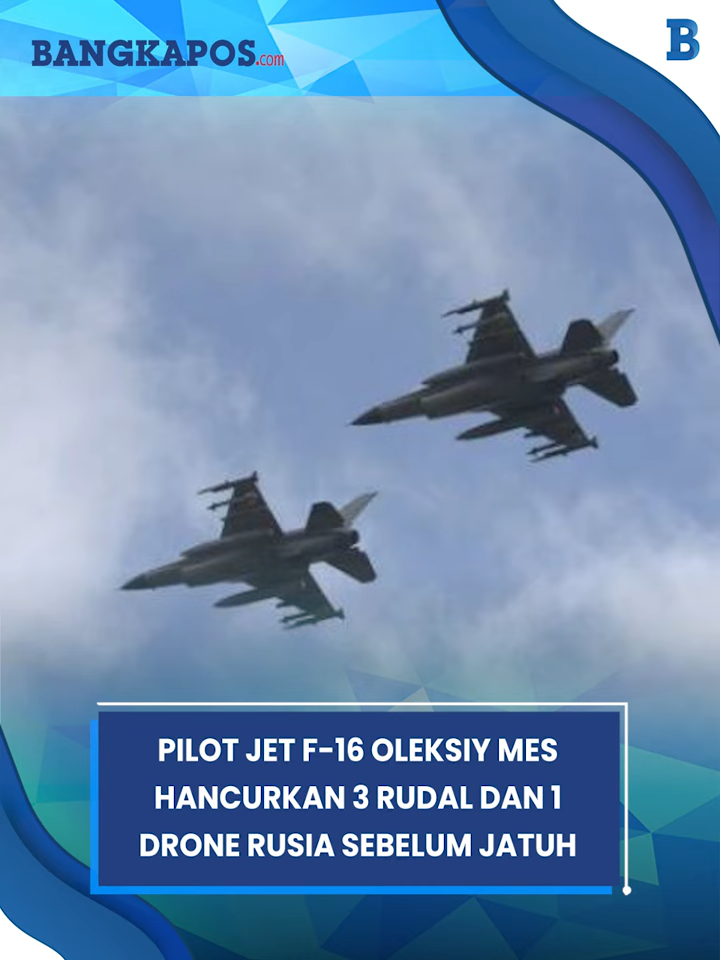 BANGKAPOS.com
B
PILOT JET F-16 OLEKSIY MES
HANCURKAN 3 RUDAL DAN 1
DRONE RUSIA SEBELUM JATUH